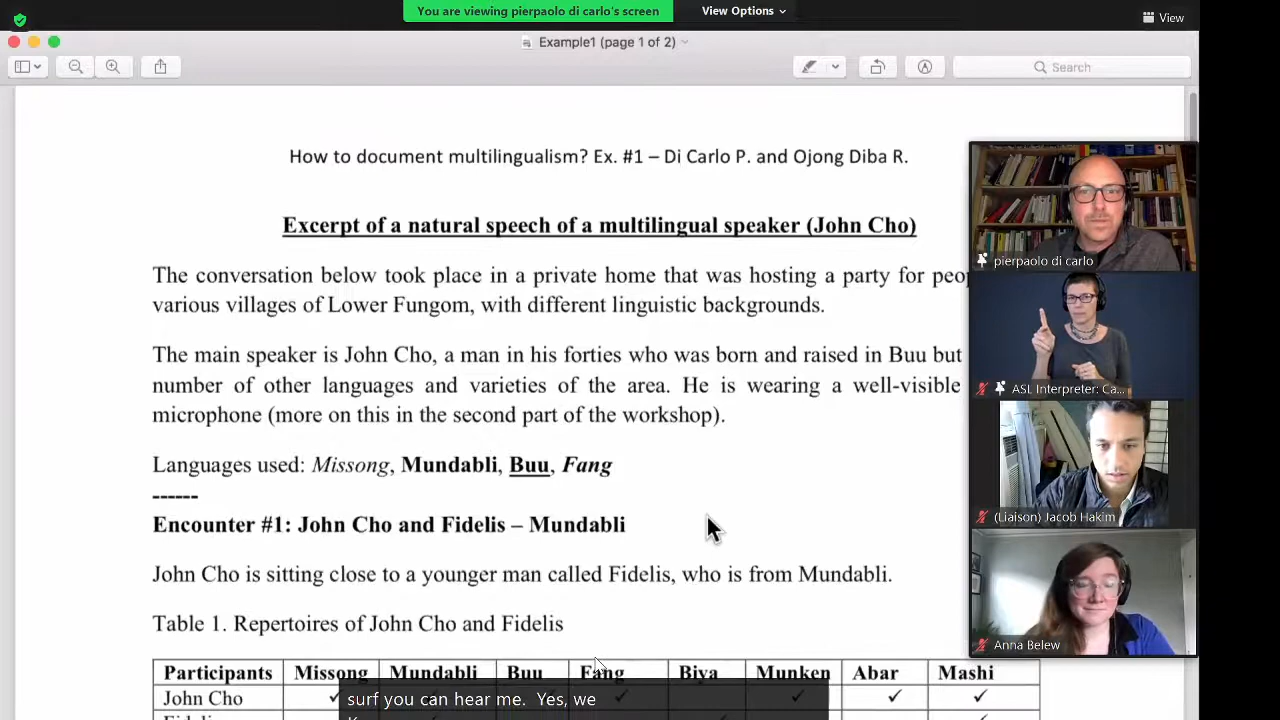 You are viewing pierpaolo di carlo's screen
View Options
View
Example1 (page 1 of 2)
Search
How to document multilingualism? Ex. #1 – Di Carlo P. and Ojong Diba R.
Excerpt of a natural speech of a multilingual speaker (John Cho)
The conversation below took place in a private home that was hosting a party for
various villages of Lower Fungom, with different linguistic backgrounds.
The main speaker is John Cho, a man in his forties who was born and raised in Buu but
number of other languages and varieties of the area. He is wearing a well-visible
microphone (more on this in the second part of the workshop).
Languages used: Missong, Mundabli, Buu, Fang
------
Encounter #1: John Cho and Fidelis – Mundabli
John Cho is sitting close to a younger man called Fidelis, who is from Mundabli.
Table 1. Repertoires of John Cho and Fidelis
Participants Missong Mundabli Buu Fang Biya Munken Abar Mashi
John Cho ✓ ✓ ✓ ✓ ✓
surf you can hear me. Yes, we
pierpaolo di carlo
ASL Interpreter: Ca...
(Liaison) Jacob Hakim
Anna Belew